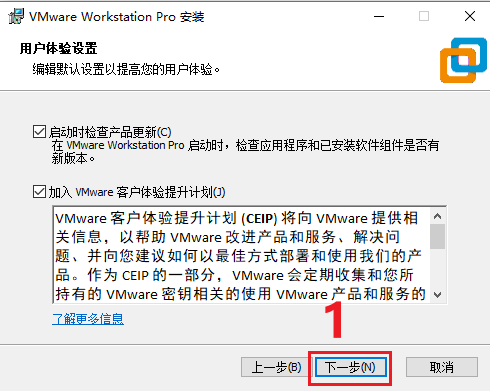 VMware Workstation Pro 安装
用户体验设置
编辑默认设置以提高您的用户体验。
启动时检查产品更新(C)
在 VMware Workstation Pro 启动时，检查应用程序和已安装软件组件是否有
新版本。
加入 VMware 客户体验提升计划(J)
VMware 客户体验提升计划 (CEIP) 将向 VMware 提供相
关信息，以帮助 VMware 改进产品和服务、解决问
题、并向您建议如何以最佳方式部署和使用我们的产
品。作为 CEIP 的一部分，VMware 会定期收集和您所
持有的 VMware 密钥相关的使用 VMware 产品和服务的
了解更多信息
1
上一步(B) 下一步(N) 取消